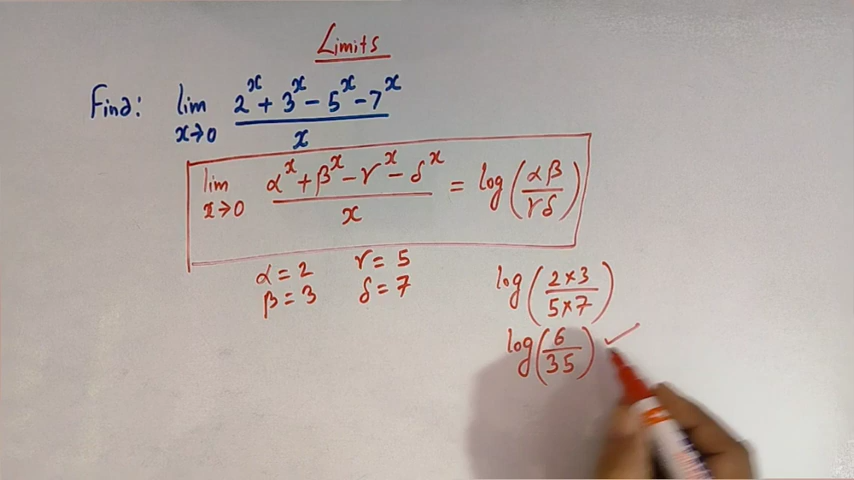 Limits
Find: lim x→0 (2^x + 3^x − 5^x − 7^x) / x
lim x→0 (α^x + β^x − γ^x − δ^x) / x = log(αβ / γδ)
α = 2 γ = 5
β = 3 δ = 7
log(2×3 / 5×7)
log(6 / 35) ✓